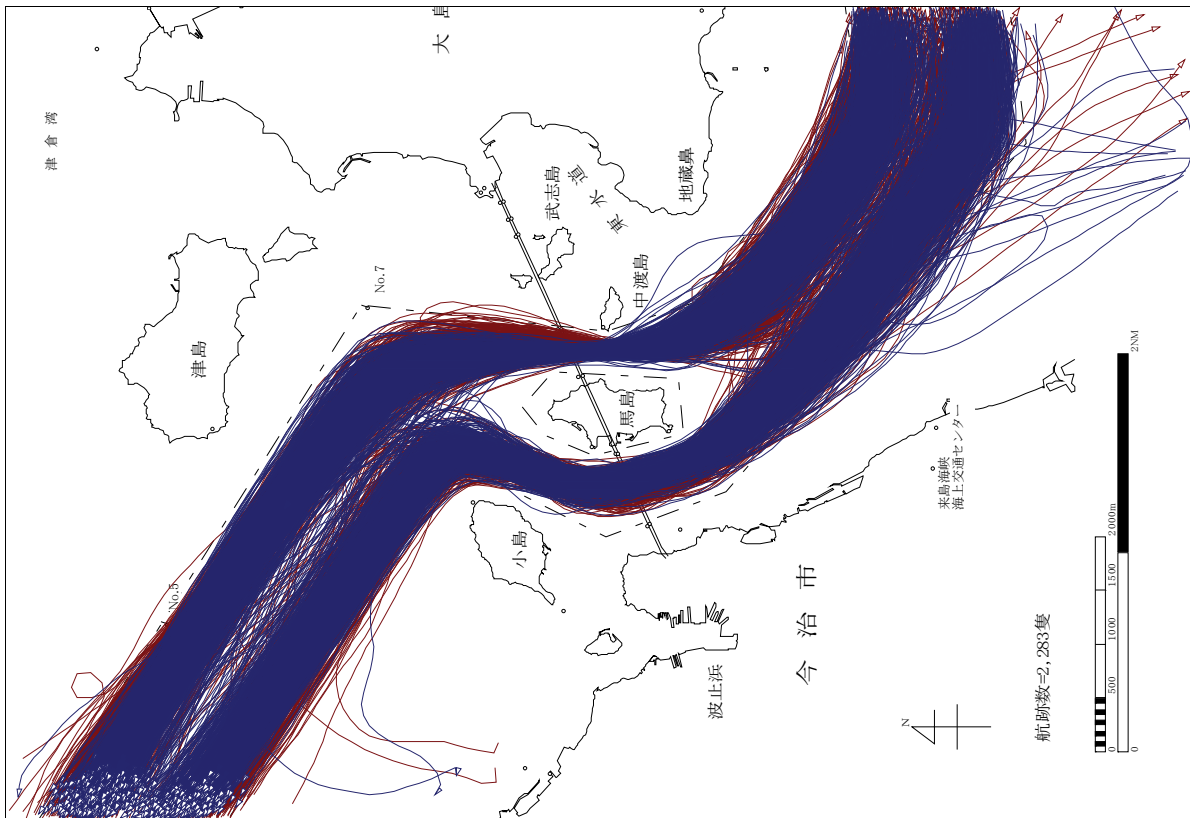 大島
津倉湾
武志島
東水道
地蔵鼻
No.7
中渡島
津島
馬島
来島海峡
海上交通センター
小島
No.5
今治市
波止浜
N
航跡数=2,283隻
0 500 1000 1500 2000m
0 2NM